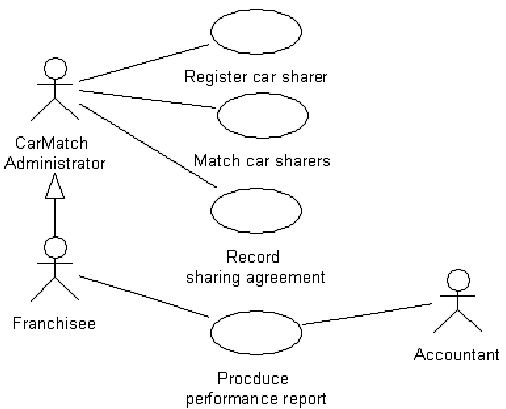 Register car sharer
CarMatch
Administrator
Match car sharers
Record
sharing agreement
Franchisee
Accountant
Procduce
performance report